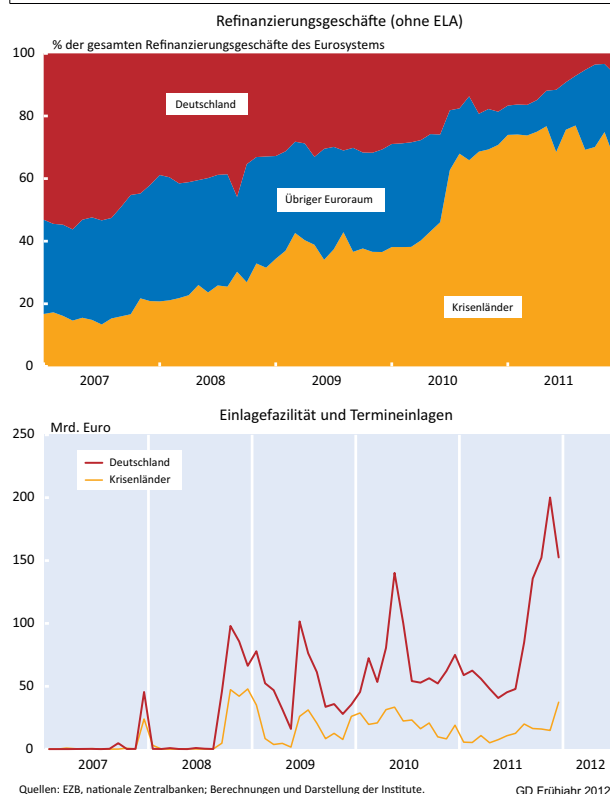 Refinanzierungsgeschäfte (ohne ELA)
% der gesamten Refinanzierungsgeschäfte des Eurosystems
100
80
60
40
20
0
Deutschland
Übriger Euroraum
Krisenländer
2007 2008 2009 2010 2011
Einlagefazilität und Termineinlagen
Mrd. Euro
250
200
150
100
50
0
Deutschland
Krisenländer
2007 2008 2009 2010 2011 2012
Quellen: EZB, nationale Zentralbanken; Berechnungen und Darstellung der Institute. GD Frühjahr 2012